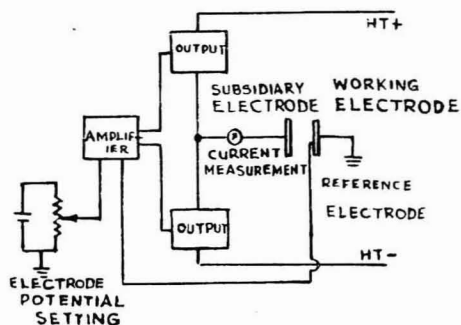 HT+
OUTPUT
SUBSIDIARY
ELECTRODE
WORKING
ELECTRODE
AMPLIF-
IER
CURRENT
MEASUREMENT
REFERENCE
ELECTRODE
OUTPUT
HT-
ELECTRODE
POTENTIAL
SETTING